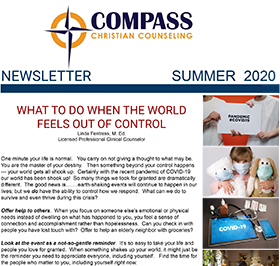 COMPASS
CHRISTIAN COUNSELING
NEWSLETTER SUMMER 2020
WHAT TO DO WHEN THE WORLD
FEELS OUT OF CONTROL
Linda Fentress, M. Ed.
Licensed Professional Clinical Counselor
PANDEMIC
#COVID19
One minute your life is normal. You carry on not giving a thought to what may be.
You are the master of your destiny. Then something beyond your control happens
--- your world gets all shook up. Certainly with the recent pandemic of COVID-19
our world has been shook up! So many things we took for granted are dramatically
different. The good news is.......earth-shaking events will continue to happen in our
lives; but we do have the ability to control how we respond. What can we do to
survive and even thrive during this crisis?
Offer help to others. When you focus on someone else's emotional or physical
needs instead of dwelling on what has happened to you, you feel a sense of
connection and accomplishment rather than hopelessness. Can you check in with
people you have lost touch with? Offer to help an elderly neighbor with groceries?
COVID-19
Look at the event as a not-so-gentle reminder. It's so easy to take your life and
people you love for granted. When something shakes up your world, it might just be
the reminder you need to appreciate everyone, including yourself. Find the time for
the people who matter to you, including yourself right now.